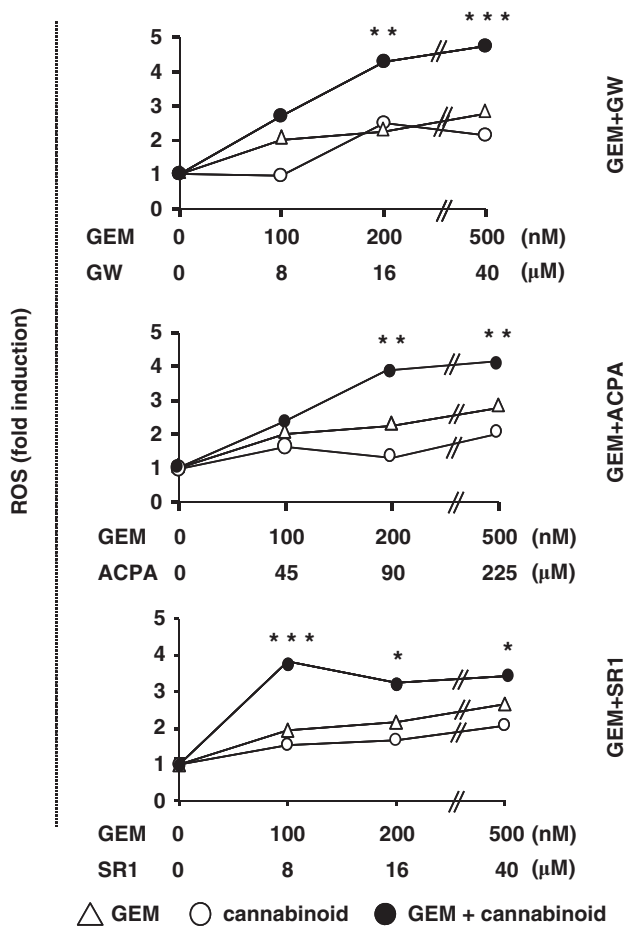 ROS (fold induction)
* * * * *
5
4
3
2
1
0
GEM 0 100 200 500 (nM)
GW 0 8 16 40 (µM)
GEM+GW
* * * *
5
4
3
2
1
0
GEM 0 100 200 500 (nM)
ACPA 0 45 90 225 (µM)
GEM+ACPA
* * * * *
5
4
3
2
1
0
GEM 0 100 200 500 (nM)
SR1 0 8 16 40 (µM)
GEM+SR1
GEM cannabinoid GEM + cannabinoid